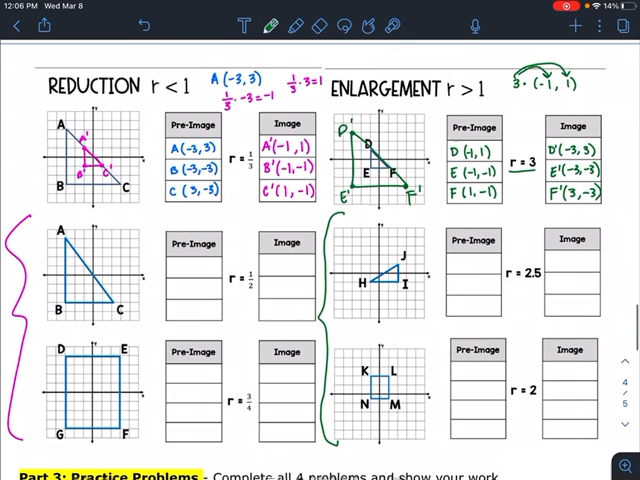 12:06 PM Wed Mar 8
14%
REDUCTION r < 1
A (-3, 3)
1/3 · 3 = 1
1/3 · -3 = -1
ENLARGEMENT r > 1
3 · (-1, 1)
A
B
C
A'
B'
C'
Pre-Image
A (-3, 3)
B (-3, -3)
C (3, -3)
r = 1/3
Image
A' (-1, 1)
B' (-1, -1)
C' (1, -1)
D'
E'
F'
D
E
F
Pre-Image
D (-1, 1)
E (-1, -1)
F (1, -1)
r = 3
Image
D' (-3, 3)
E' (-3, -3)
F' (3, -3)
A
B
C
Pre-Image
r = 1/2
Image
J
H
I
Pre-Image
r = 2.5
Image
D
E
G
F
Pre-Image
r = 3/4
Image
K
L
N
M
Pre-Image
r = 2
Image
4
5
Part 3: Practice Problems - Complete all 4 problems and show your work